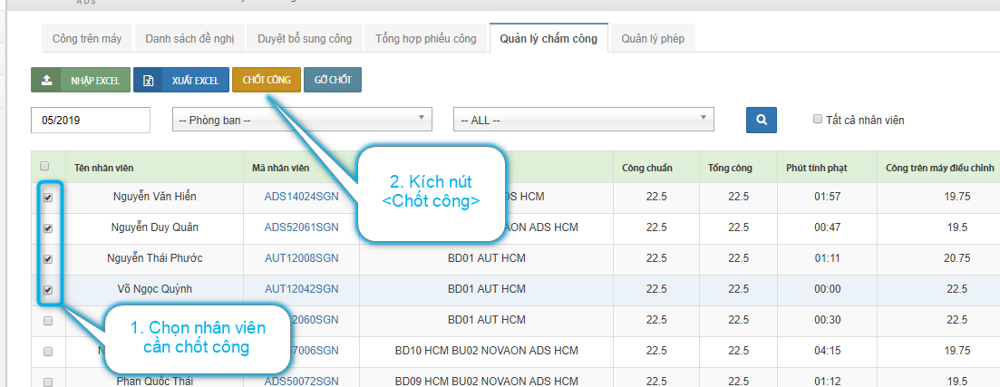 ADS
Công trên máy
Danh sách đề nghị
Duyệt bổ sung công
Tổng hợp phiếu công
Quản lý chấm công
Quản lý phép
NHẬP EXCEL
XUẤT EXCEL
CHỐT CÔNG
GỠ CHỐT
05/2019
-- Phòng ban --
-- ALL --
Tất cả nhân viên
Tên nhân viên Mã nhân viên Công chuẩn Tổng công Phút tính phạt Công trên máy điều chỉnh
2. Kích nút
<Chốt công>
Nguyễn Văn Hiển ADS14024SGN DS HCM 22.5 22.5 01:57 19.75
Nguyễn Duy Quân ADS52061SGN AON ADS HCM 22.5 22.5 00:47 19.5
Nguyễn Thái Phước AUT12008SGN BD01 AUT HCM 22.5 22.5 01:11 20.75
Võ Ngọc Quỳnh AUT12042SGN BD01 AUT HCM 22.5 22.5 00:00 22.5
2060SGN BD01 AUT HCM 22.5 22.5 00:30 22.5
1. Chọn nhân viên
cần chốt công
7006SGN BD10 HCM BU02 NOVAON ADS HCM 22.5 22.5 04:15 19.75
Phan Quốc Thái ADS50072SGN BD09 HCM BU02 NOVAON ADS HCM 22.5 22.5 01:12 19.5